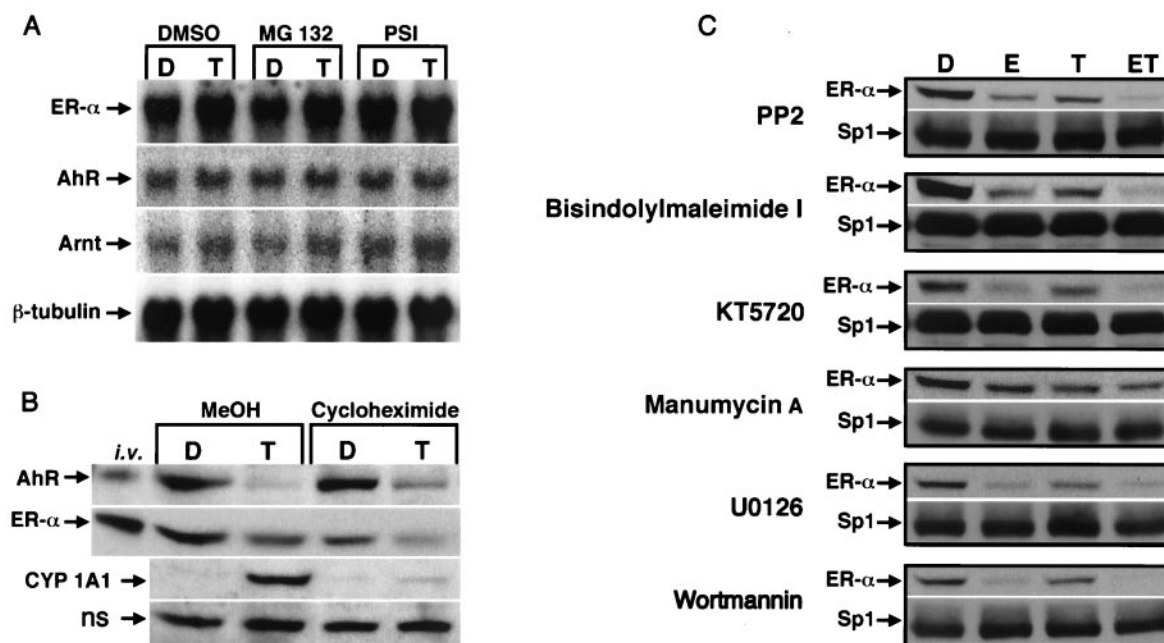 A
DMSO MG 132 PSI
D T D T D T
ER-α
AhR
Arnt
β-tubulin
B
MeOH Cycloheximide
i.v. D T D T
AhR
ER-α
CYP 1A1
ns
C
D E T ET
PP2
ER-α
Sp1
Bisindolylmaleimide I
ER-α
Sp1
KT5720
ER-α
Sp1
Manumycin A
ER-α
Sp1
U0126
ER-α
Sp1
Wortmannin
ER-α
Sp1